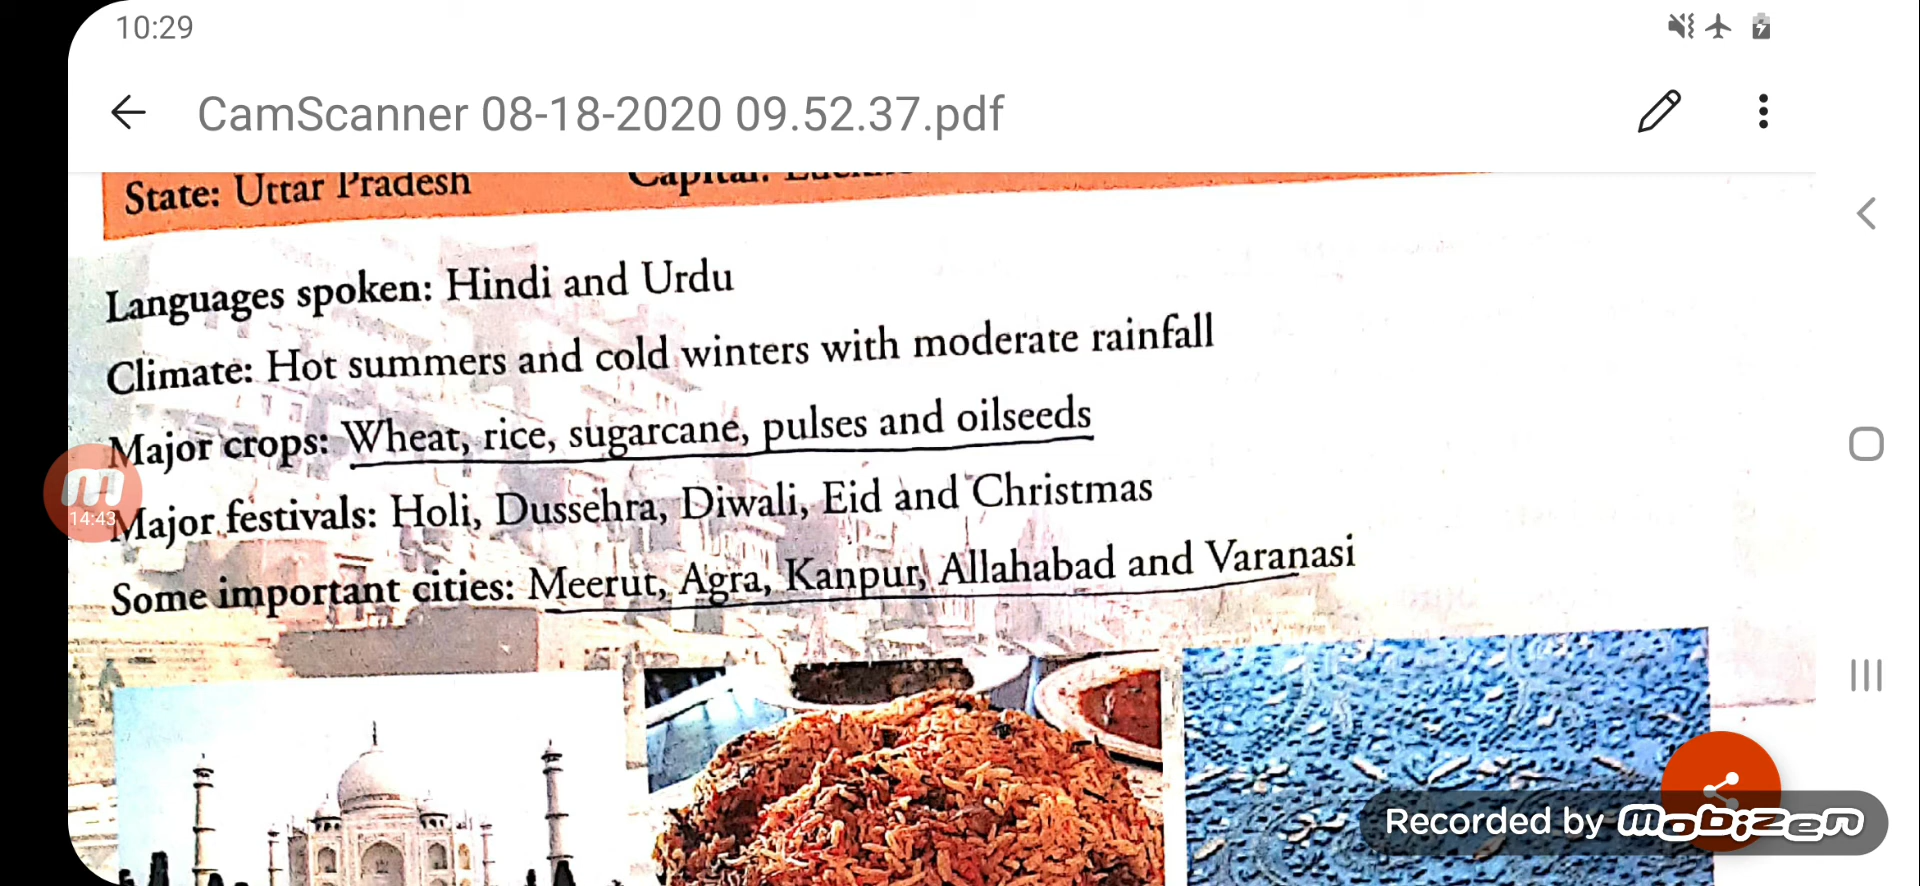 10:29
CamScanner 08-18-2020 09.52.37.pdf
State: Uttar Pradesh Capital:
Languages spoken: Hindi and Urdu
Climate: Hot summers and cold winters with moderate rainfall
Major crops: Wheat, rice, sugarcane, pulses and oilseeds
14:43
Major festivals: Holi, Dussehra, Diwali, Eid and Christmas
Some important cities: Meerut, Agra, Kanpur, Allahabad and Varanasi
Recorded by mobizen